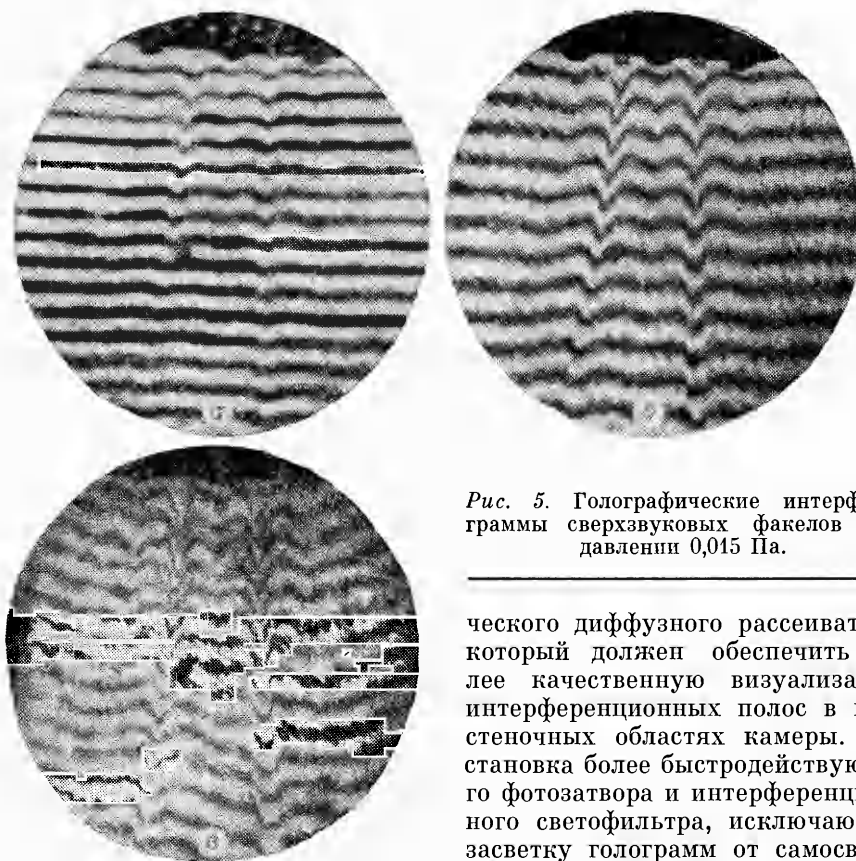 Рис. 5. Голографические интерф
граммы сверхзвуковых факелов
давлении 0,015 Па.
ческого диффузного рассеиват
который должен обеспечить
лее качественную визуализа
интерференционных полос в
стеночных областях камеры.
становка более быстродействую
го фотозатвора и интерференц
ного светофильтра, исключаю
засветку голограмм от самосв
в